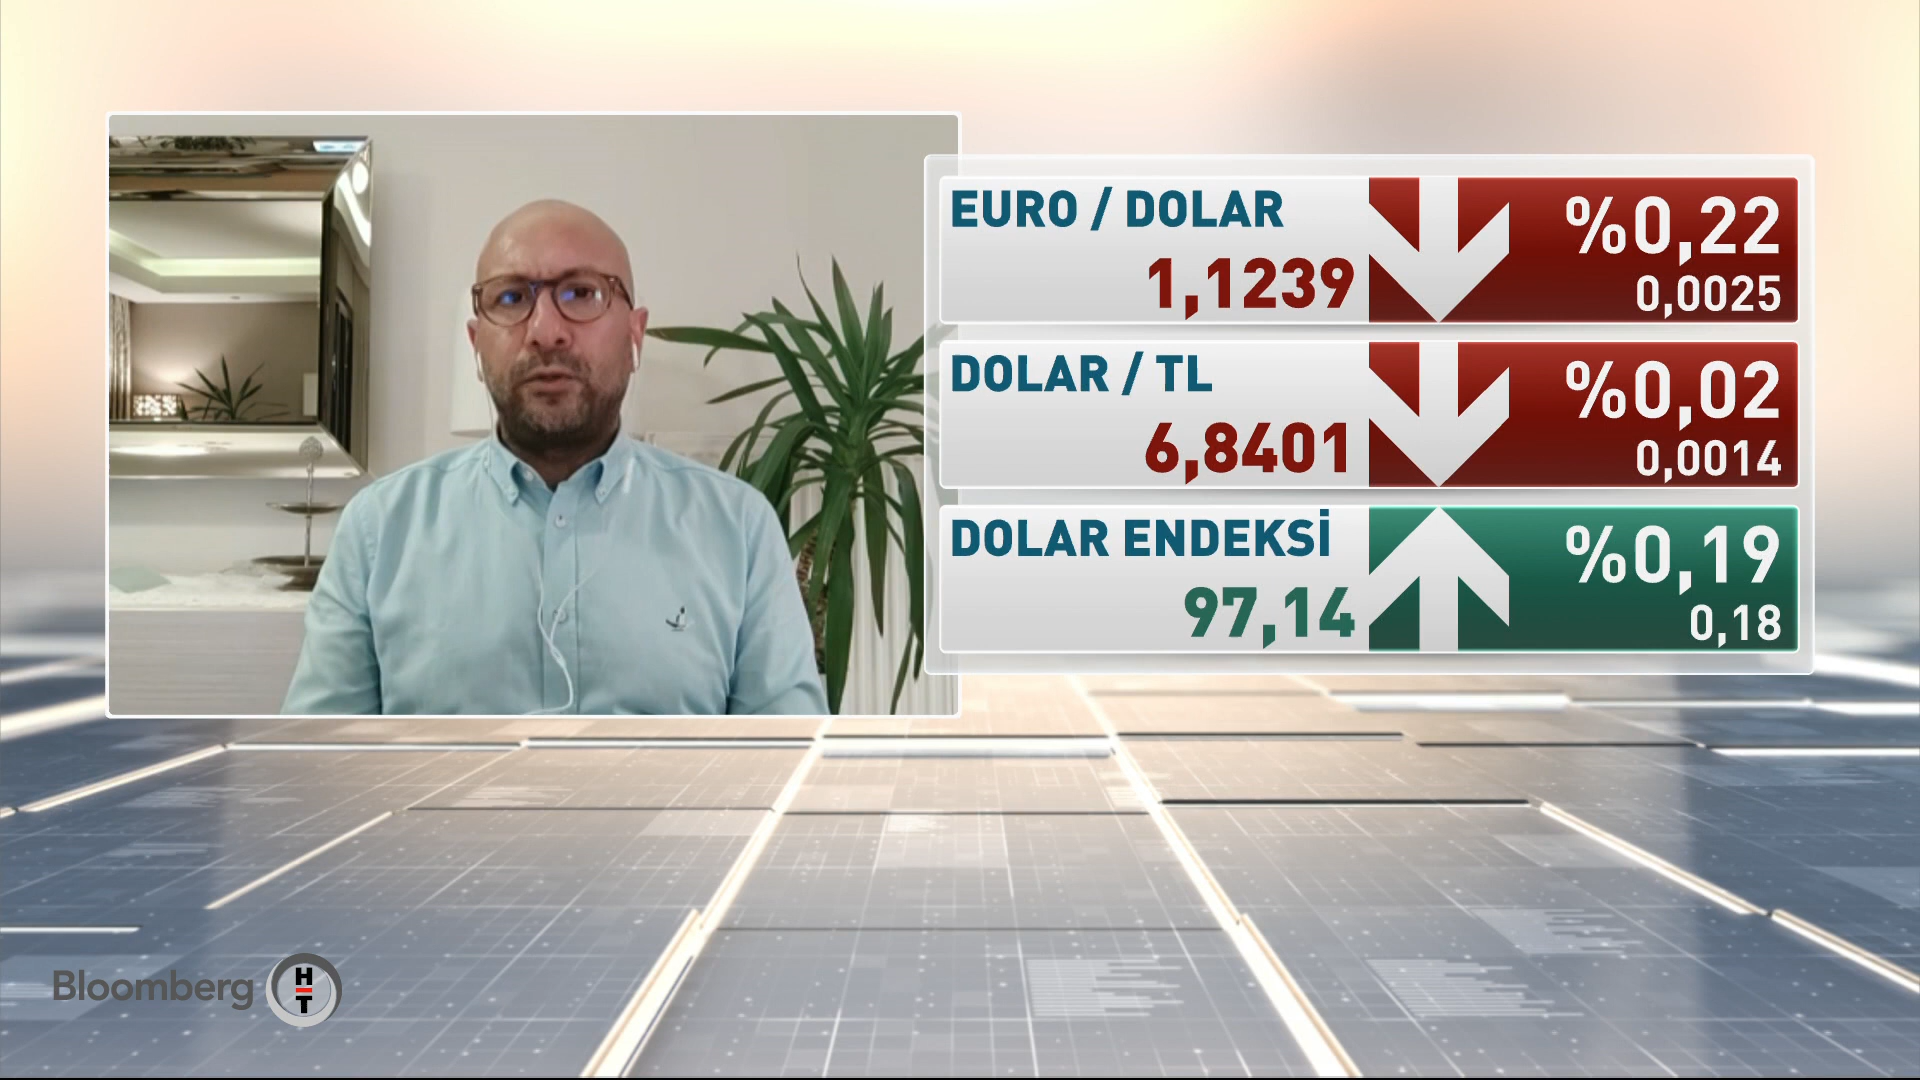 EURO / DOLAR
1,1239
%0,22
0,0025
DOLAR / TL
6,8401
%0,02
0,0014
DOLAR ENDEKSİ
97,14
%0,19
0,18
Bloomberg HT